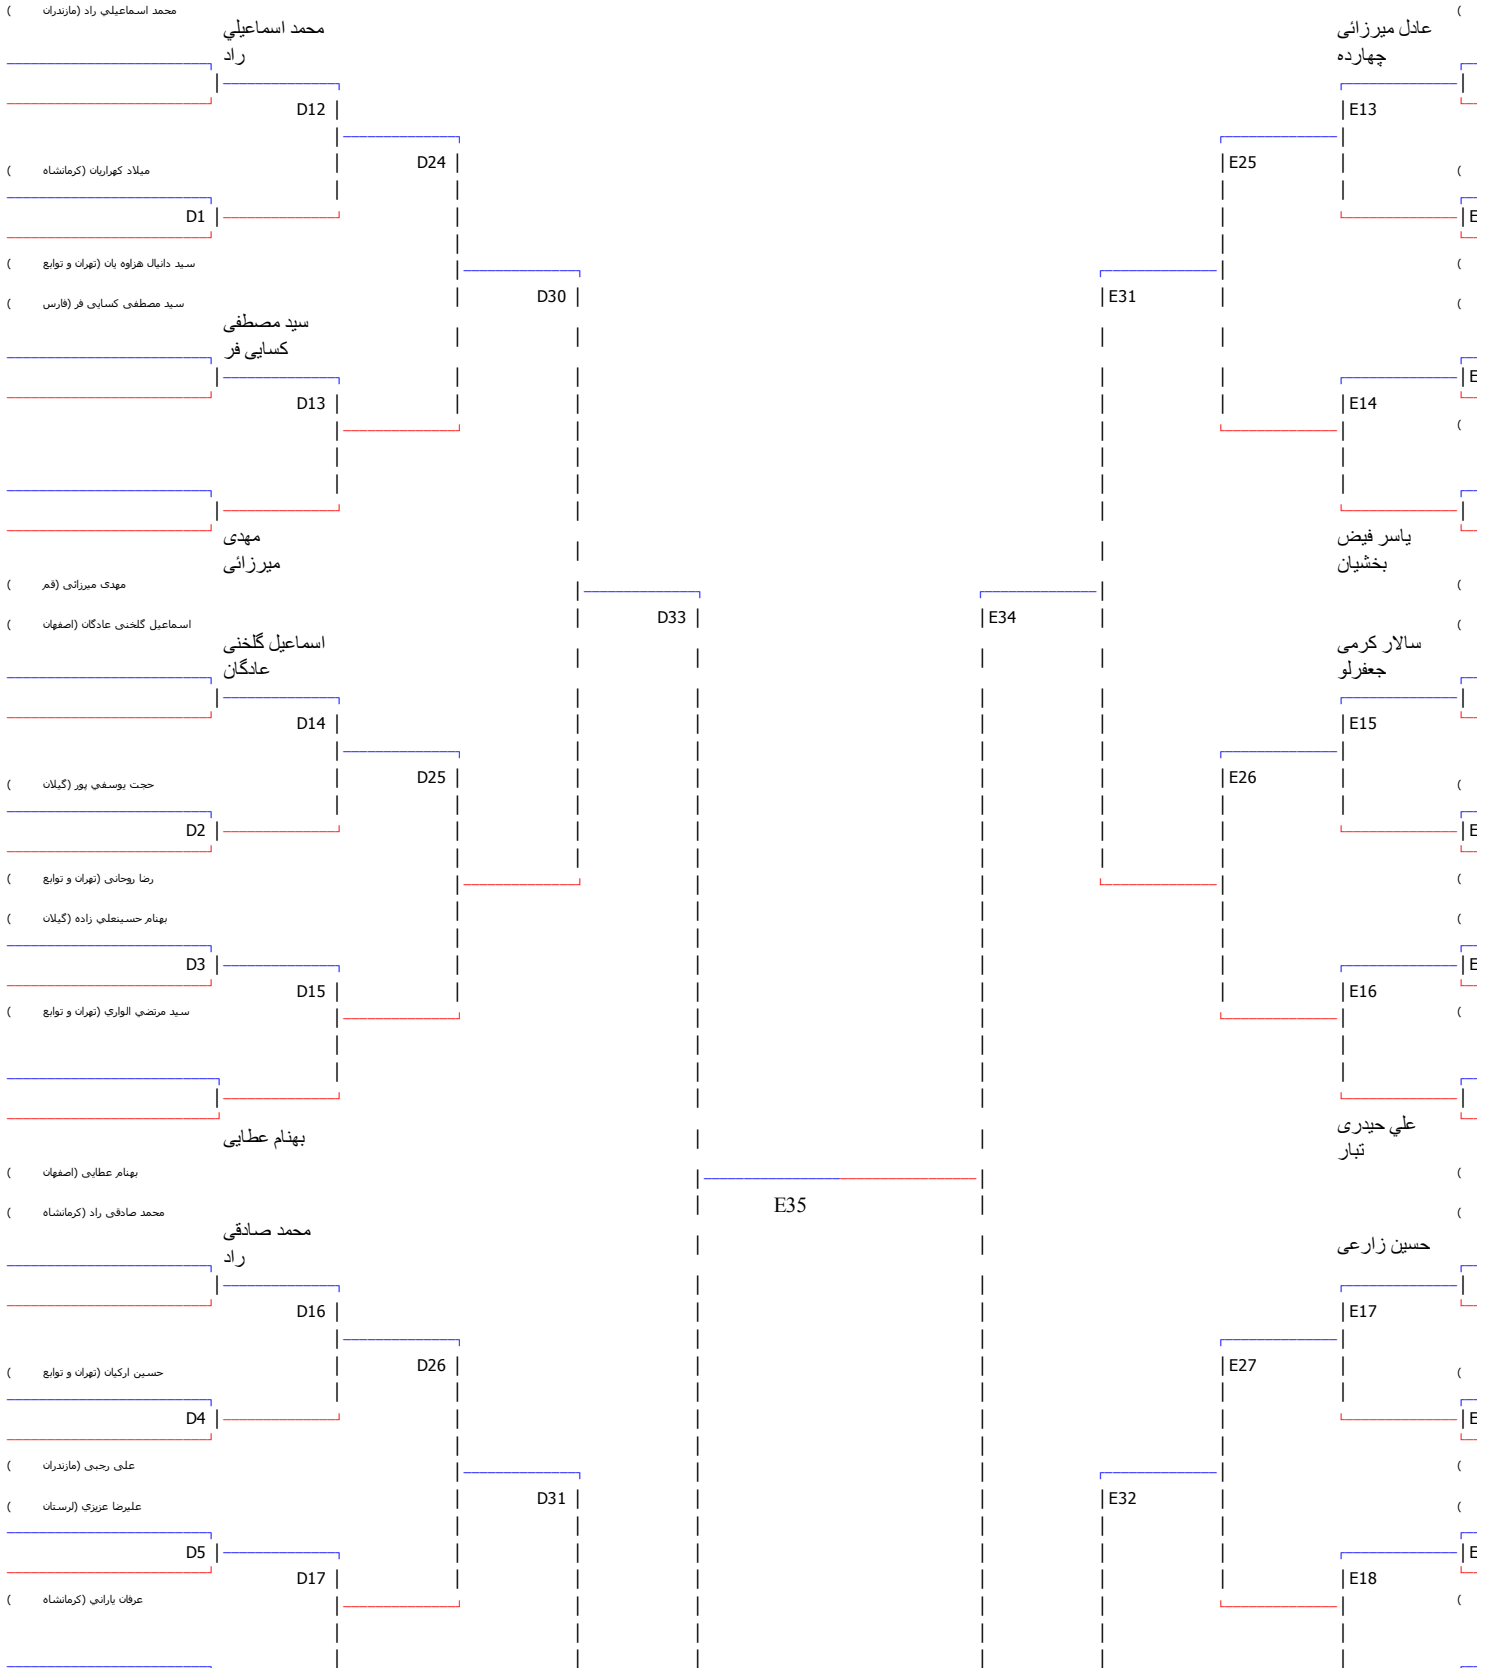 محمد اسماعيلي راد (مازندران )
)
محمد اسماعيلي
راد
عادل میرزائی
چهارده
D12
E13
D24
E25
میلاد کهراریان (کرمانشاه )
)
D1
E
سید دانیال هزاوه یان (تهران و توابع )
)
D30
E31
سید مصطفی کسایی فر (فارس )
)
سید مصطفی
کسایی فر
E
D13
E14
)
مهدی
میرزائی
یاسر فیض
بخشیان
مهدی میرزائی (قم )
)
D33
E34
اسماعیل گلخنی عادگان (اصفهان )
)
اسماعیل گلخنی
عادگان
سالار کرمی
جعفرلو
D14
E15
D25
E26
حجت یوسفي پور (گیلان )
)
D2
E
رضا روحانی (تهران و توابع )
)
بهنام حسینعلي زاده (گیلان )
)
D3
E
D15
E16
سید مرتضي الواري (تهران و توابع )
)
بهنام عطایی
علي حیدری
تبار
بهنام عطایی (اصفهان )
)
E35
محمد صادقی راد (کرمانشاه )
)
محمد صادقی
راد
حسین زارعی
D16
E17
D26
E27
حسین ارکیان (تهران و توابع )
)
D4
E
علی رجبی (مازندران )
)
D31
E32
علیرضا عزیزي (لرستان )
)
D5
E
D17
E18
عرفان یاراني (کرمانشاه )
)